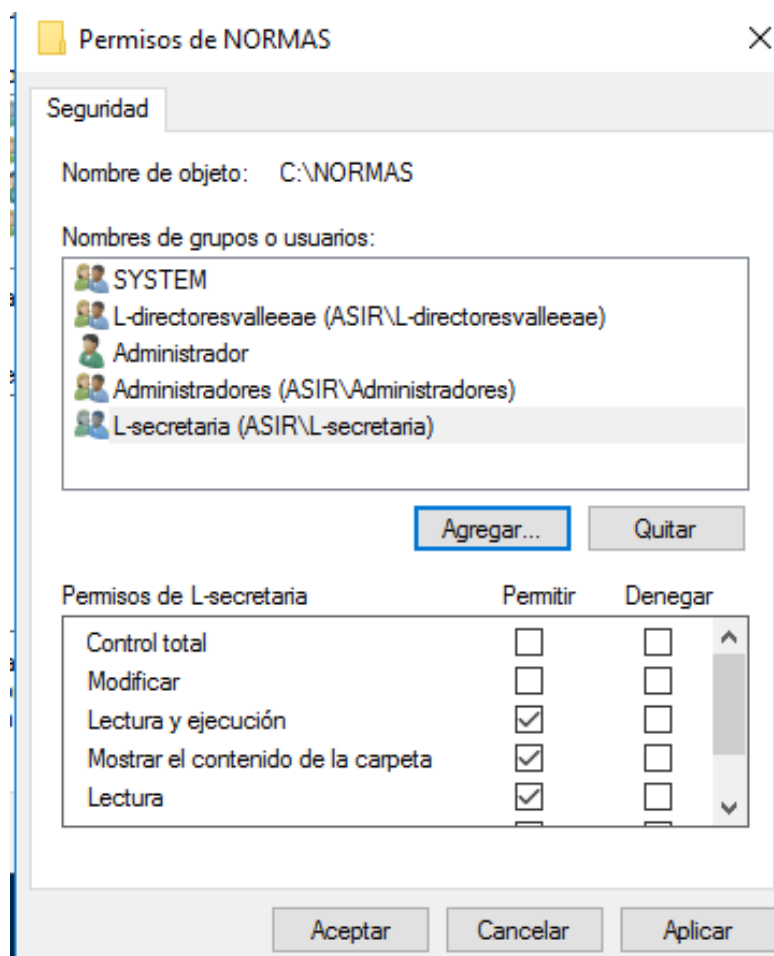 Permisos de NORMAS
Seguridad
Nombre de objeto: C:\NORMAS
Nombres de grupos o usuarios:
SYSTEM
L-directoresvalleeae (ASIR\L-directoresvalleeae)
Administrador
Administradores (ASIR\Administradores)
L-secretaria (ASIR\L-secretaria)
Agregar... Quitar
Permisos de L-secretaria Permitir Denegar
Control total
Modificar
Lectura y ejecución
Mostrar el contenido de la carpeta
Lectura
Aceptar Cancelar Aplicar